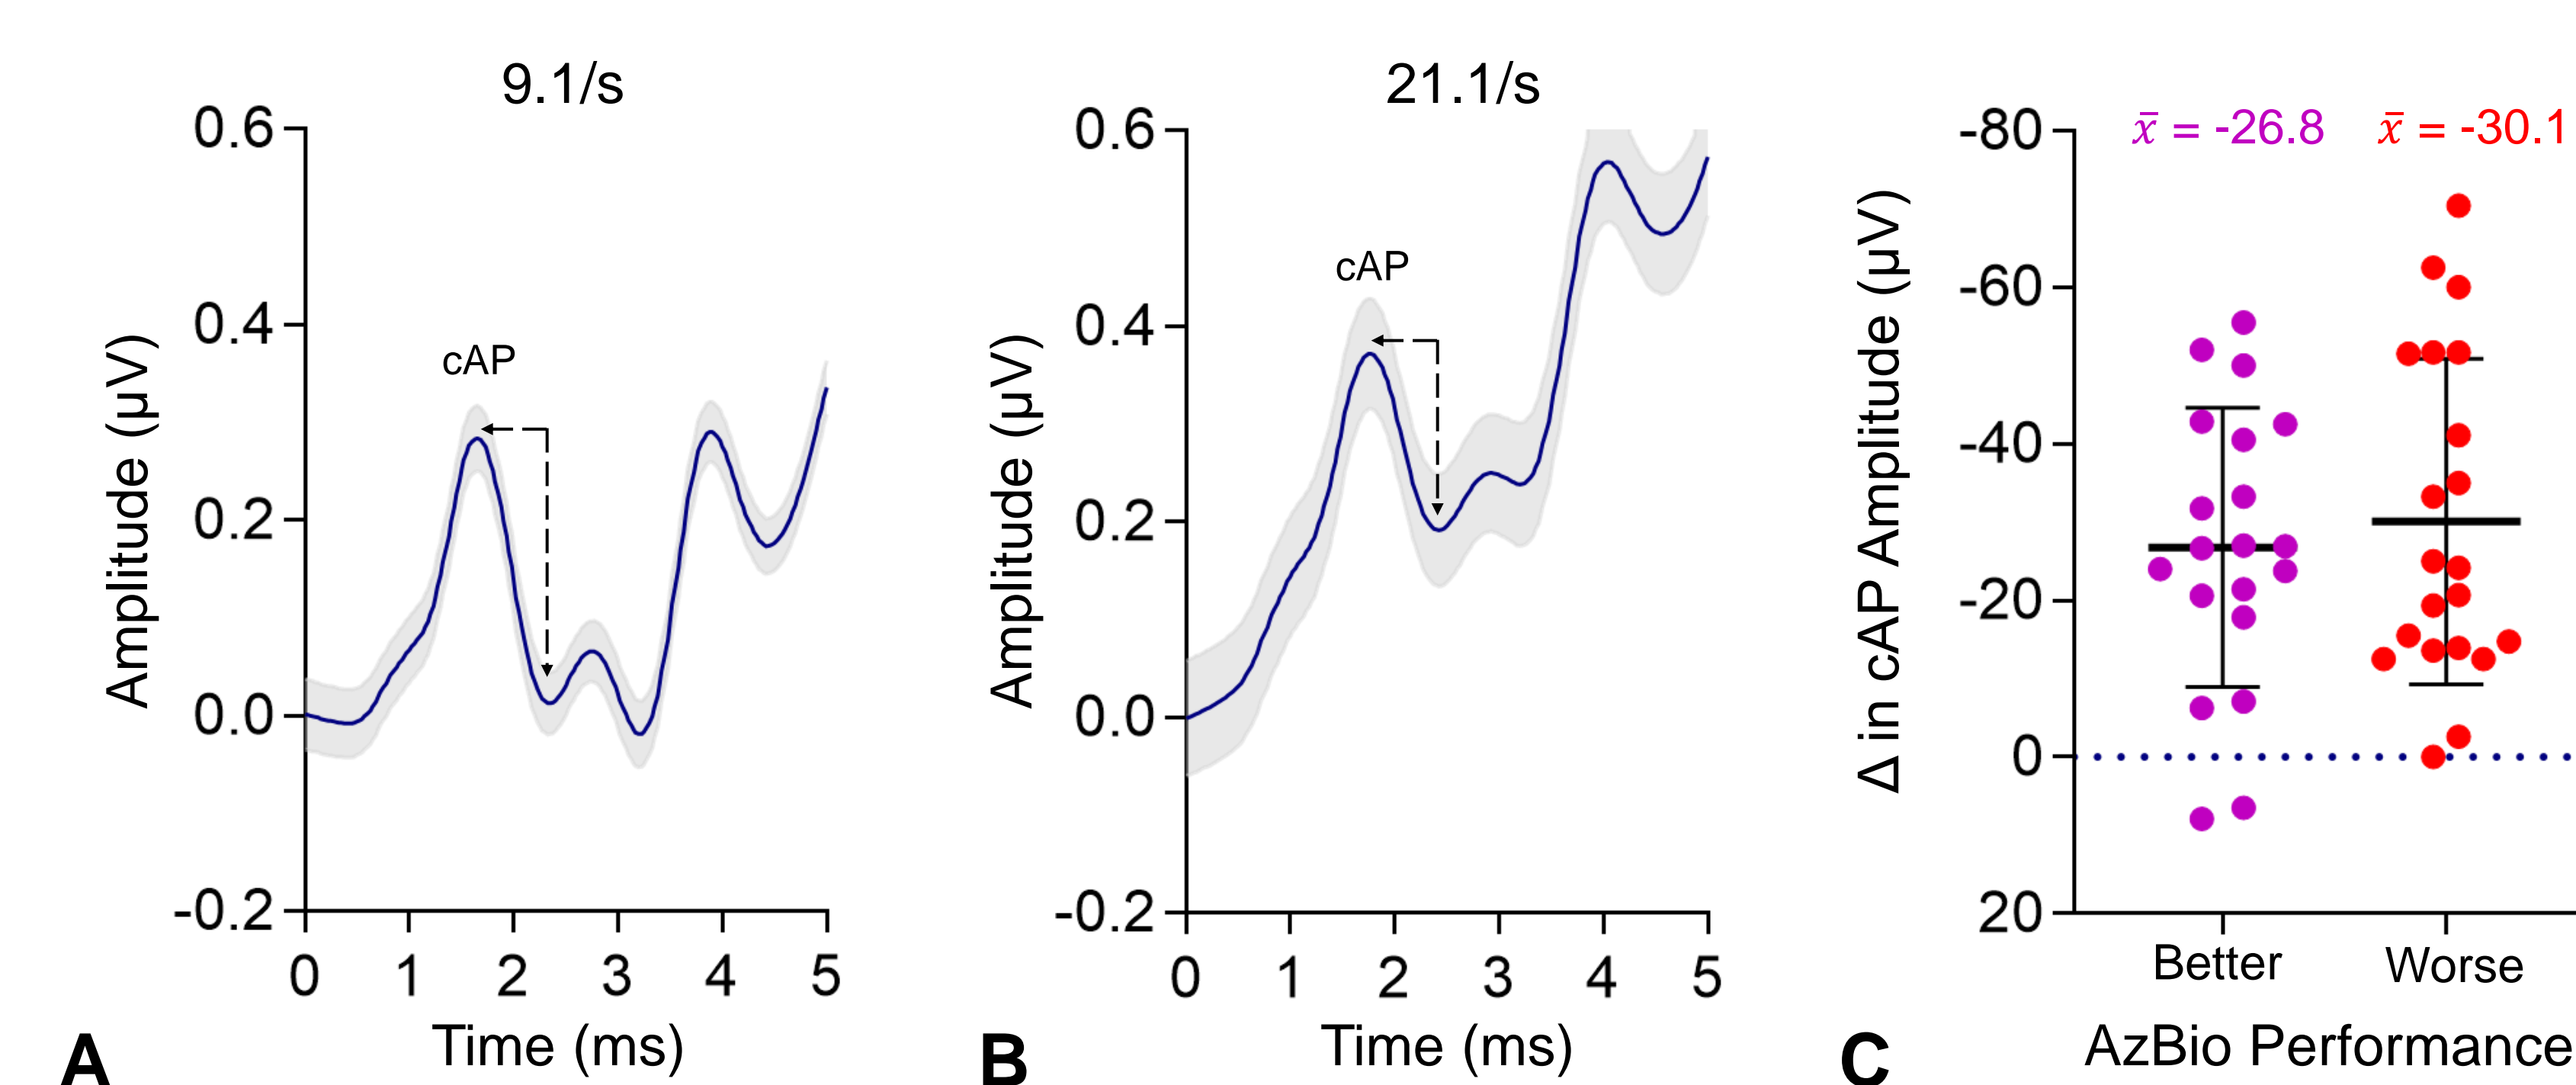 9.1/s
0.6
0.4
0.2
0.0
-0.2
Amplitude (µV)
cAP
0 1 2 3 4 5
Time (ms)
A
21.1/s
0.6
0.4
0.2
0.0
-0.2
Amplitude (µV)
cAP
0 1 2 3 4 5
Time (ms)
B
x̄ = -26.8 x̄ = -30.1
-80
-60
-40
-20
0
20
Δ in cAP Amplitude (µV)
Better Worse
AzBio Performance
C